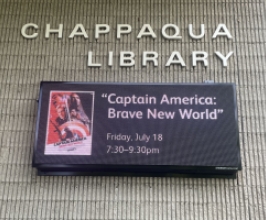 CHAPPAQUA
LIBRARY
"Captain America:
Brave New World"
Friday, July 18
7:30-9:30pm